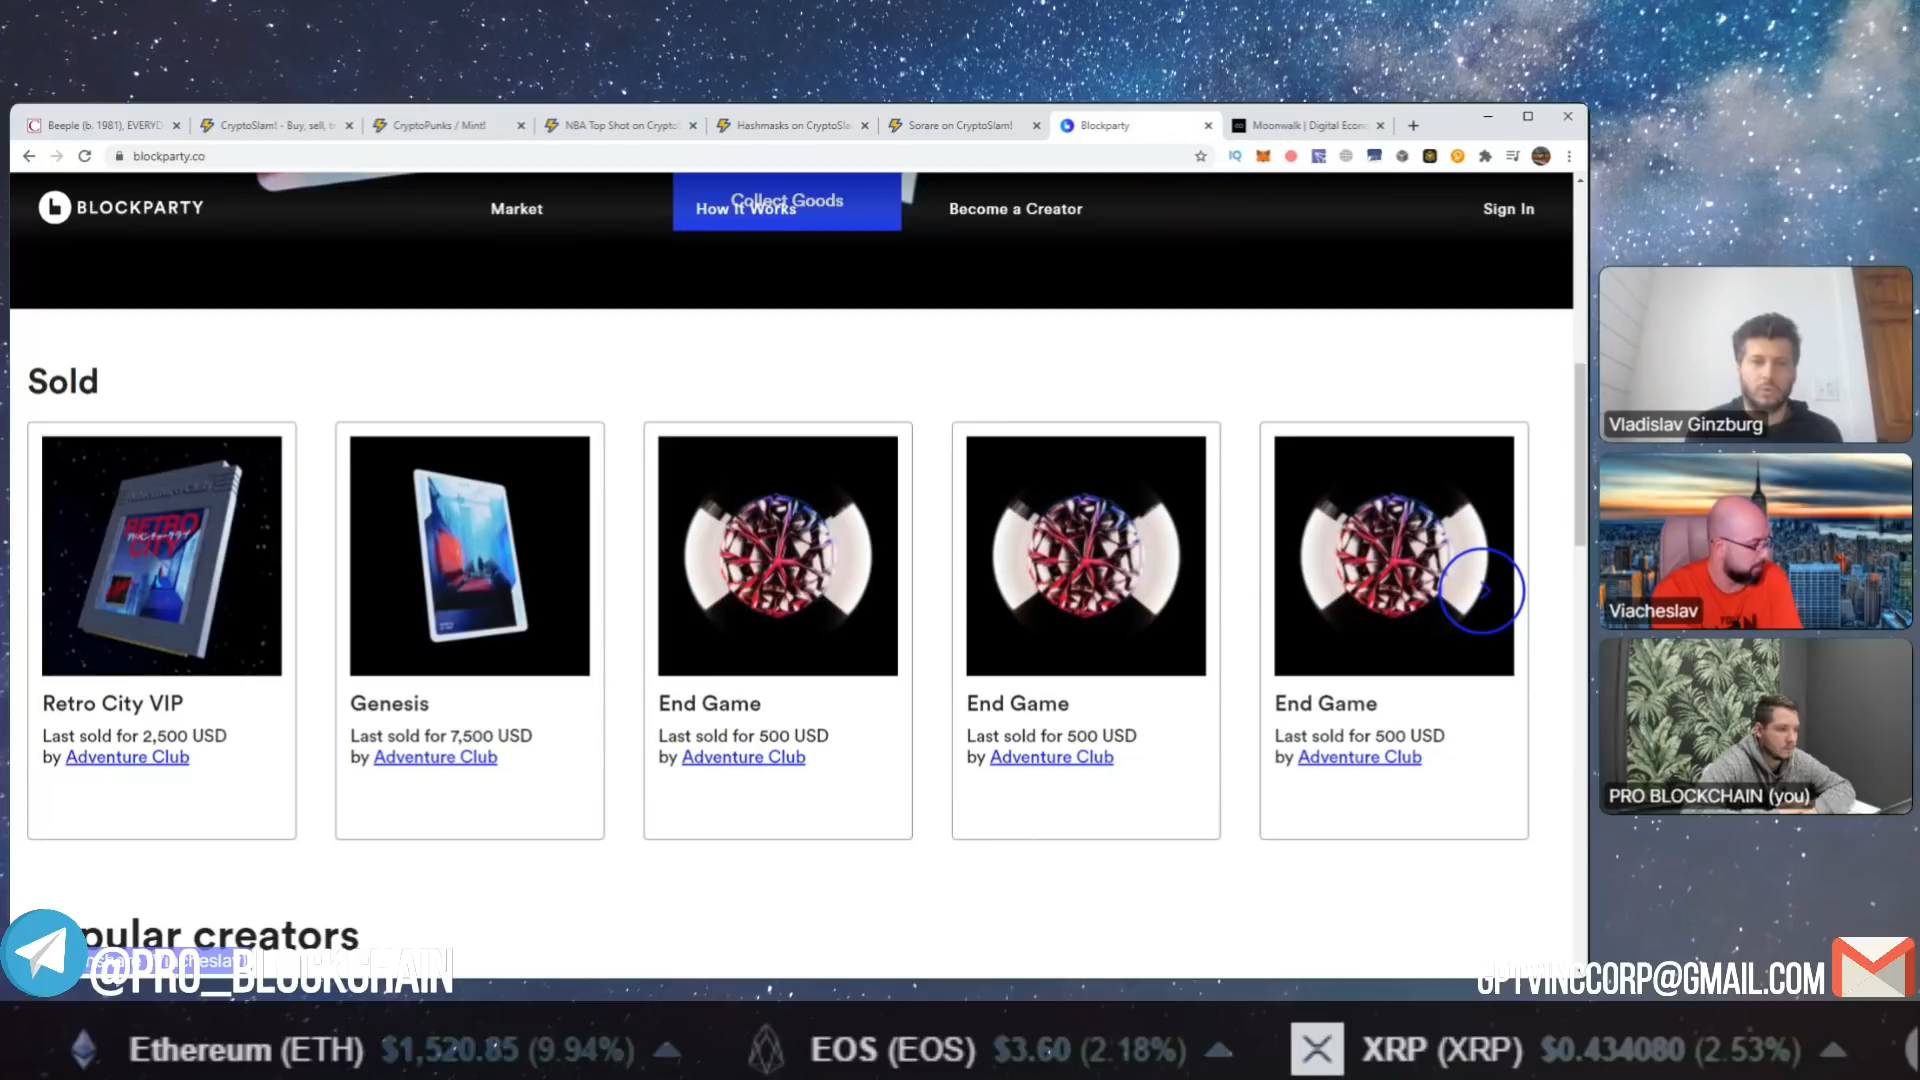 Beeple (b. 1981), EVERYD
CryptoSlam! - Buy, sell, t
CryptoPunks / Mint!
NBA Top Shot on CryptoS
Hashmasks on CryptoSla
Sorare on CryptoSlam!
Blockparty
Moonwalk | Digital Econ
blockparty.co
BLOCKPARTY
Market
Collect Goods
How It Works
Become a Creator
Sign In
Sold
RETRO
CITY
Retro City VIP
Last sold for 2,500 USD
by Adventure Club
Genesis
Last sold for 7,500 USD
by Adventure Club
End Game
Last sold for 500 USD
by Adventure Club
End Game
Last sold for 500 USD
by Adventure Club
End Game
Last sold for 500 USD
by Adventure Club
pular creators
@PRO_BLOCKCHAIN
Vladislav Ginzburg
Viacheslav
PRO BLOCKCHAIN (you)
GPTVINCCORP@GMAIL.COM
Ethereum (ETH) $1,520.85 (9.94%)
EOS (EOS) $3.60 (2.18%)
XRP (XRP) $0.434080 (2.53%)